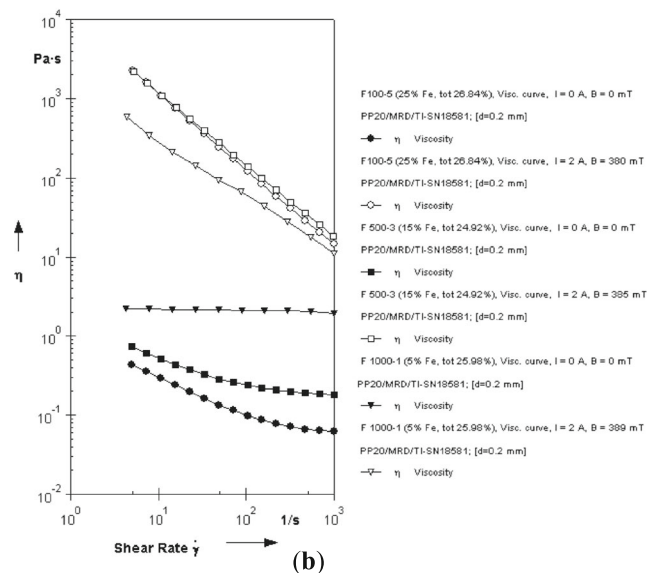 10^4
Pa·s
10^3
10^2
10^1
η
10^0
10^-1
10^-2
10^0 10^1 10^2 1/s 10^3
Shear Rate γ̇
(b)
F100-5 (25% Fe, tot 26.84%), Visc. curve, I = 0 A, B = 0 mT
PP20/MRD/TI-SN18581; [d=0.2 mm]
η Viscosity
F100-5 (25% Fe, tot 26.84%), Visc. curve, I = 2 A, B = 380 mT
PP20/MRD/TI-SN18581; [d=0.2 mm]
η Viscosity
F 500-3 (15% Fe, tot 24.92%), Visc. curve, I = 0 A, B = 0 mT
PP20/MRD/TI-SN18581; [d=0.2 mm]
η Viscosity
F 500-3 (15% Fe, tot 24.92%), Visc. curve, I = 2 A, B = 385 mT
PP20/MRD/TI-SN18581; [d=0.2 mm]
η Viscosity
F 1000-1 (5% Fe, tot 25.98%), Visc. curve, I = 0 A, B = 0 mT
PP20/MRD/TI-SN18581; [d=0.2 mm]
η Viscosity
F 1000-1 (5% Fe, tot 25.98%), Visc. curve, I = 2 A, B = 389 mT
PP20/MRD/TI-SN18581; [d=0.2 mm]
η Viscosity